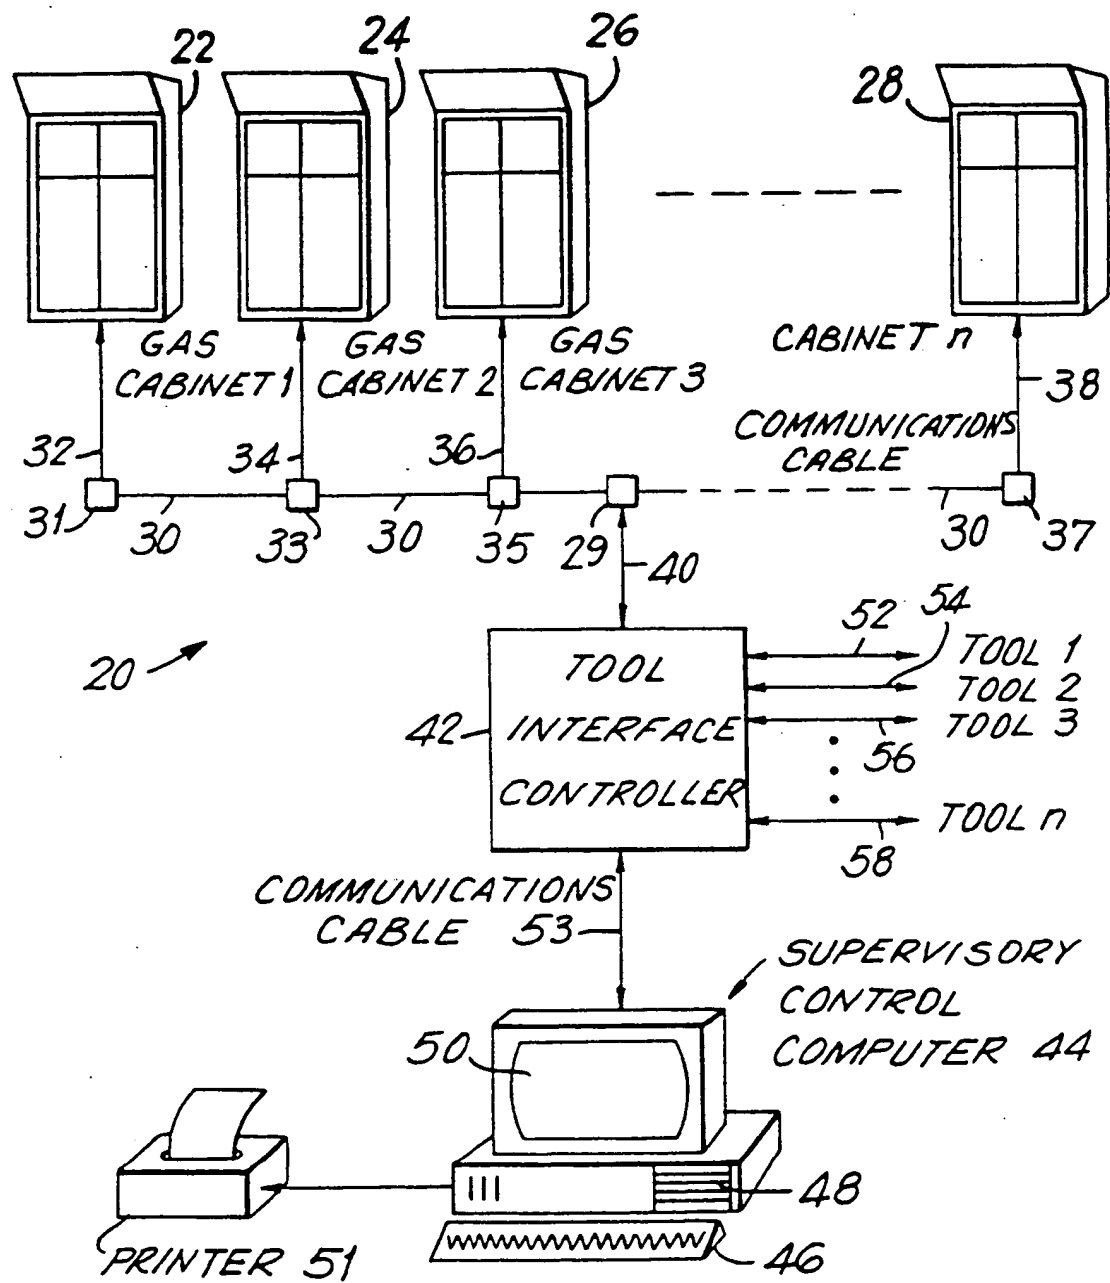 22
24
26
28
GAS
CABINET 1
GAS
CABINET 2
GAS
CABINET 3
CABINET n
38
COMMUNICATIONS
CABLE
32
34
36
31
30
33
30
35
29
30
37
40
20
42
TOOL
INTERFACE
CONTROLLER
52
54
TOOL 1
TOOL 2
TOOL 3
56
TOOL n
58
COMMUNICATIONS
CABLE 53
SUPERVISORY
CONTROL
COMPUTER 44
50
48
46
PRINTER 51